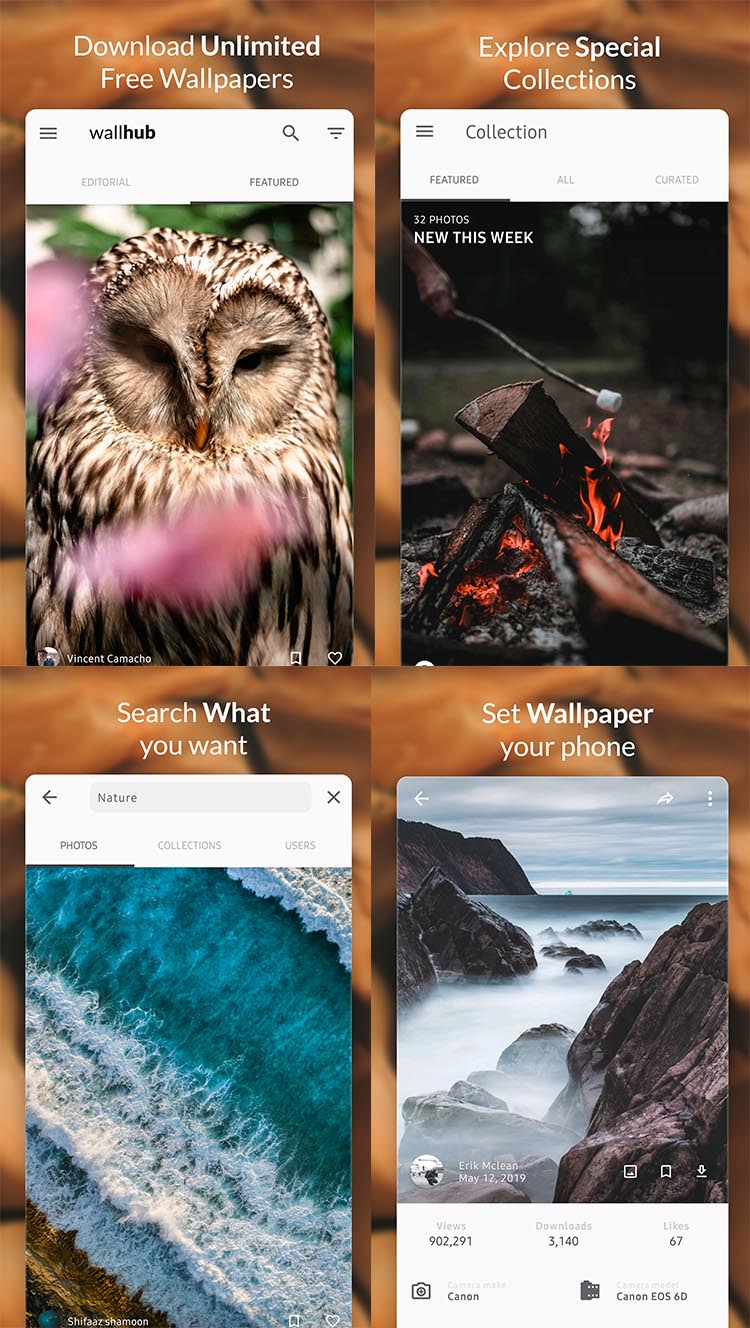 Download Unlimited
Free Wallpapers
wallhub
EDITORIAL
FEATURED
Vincent Camacho
Explore Special
Collections
Collection
FEATURED
ALL
CURATED
32 PHOTOS
NEW THIS WEEK
Search What
you want
Nature
PHOTOS
COLLECTIONS
USERS
Shifaaz shamoon
Set Wallpaper
your phone
Erik Mclean
May 12, 2019
Views
Downloads
Likes
902,291
3,140
67
Camera make
Camera model
Canon
Canon EOS 6D